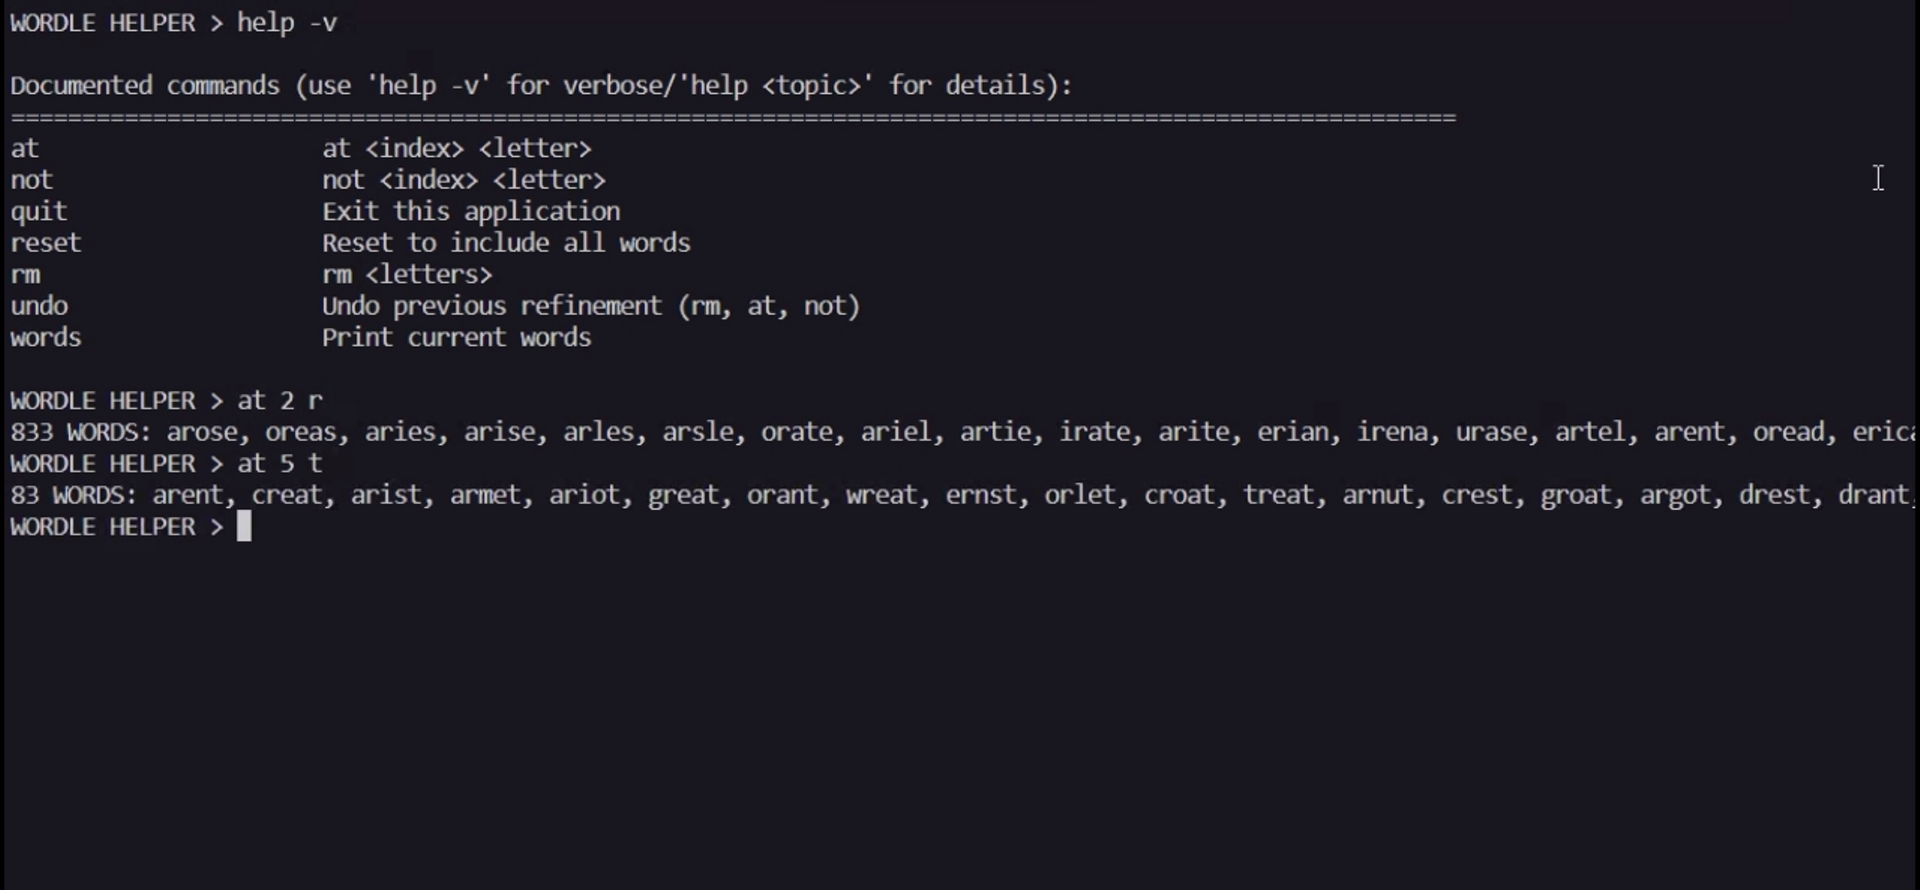 WORDLE HELPER > help -v
Documented commands (use 'help -v' for verbose/'help <topic>' for details):
=======================================================================================================
at                    at <index> <letter>
not                   not <index> <letter>
quit                  Exit this application
reset                 Reset to include all words
rm                    rm <letters>
undo                  Undo previous refinement (rm, at, not)
words                 Print current words
WORDLE HELPER > at 2 r
833 WORDS: arose, oreas, aries, arise, arles, arsle, orate, ariel, artie, irate, arite, erian, irena, urase, artel, arent, oread,
WORDLE HELPER > at 5 t
83 WORDS: arent, creat, arist, armet, ariot, great, orant, wreat, ernst, orlet, croat, treat, arnut, crest, groat, argot, drest, drant,
WORDLE HELPER >